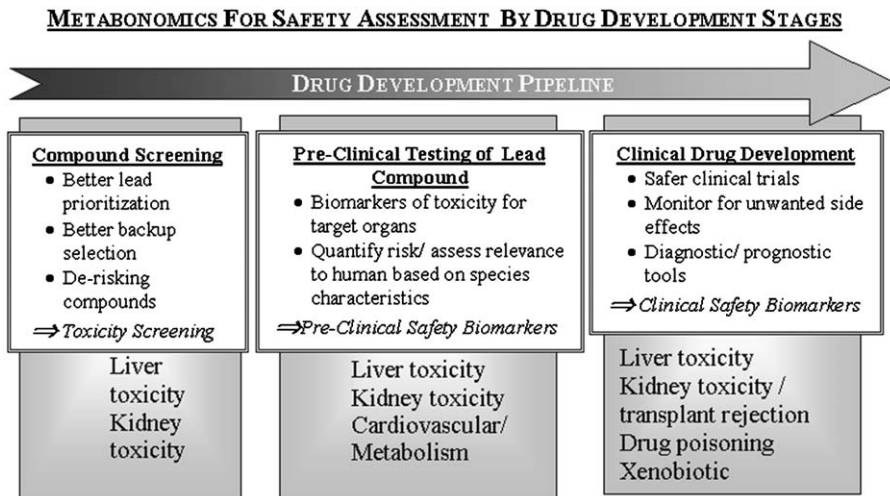 METABONOMICS FOR SAFETY ASSESSMENT BY DRUG DEVELOPMENT STAGES
DRUG DEVELOPMENT PIPELINE
Compound Screening
• Better lead
prioritization
• Better backup
selection
• De-risking
compounds
⇒ Toxicity Screening
Liver
toxicity
Kidney
toxicity
Pre-Clinical Testing of Lead
Compound
• Biomarkers of toxicity for
target organs
• Quantify risk/ assess relevance
to human based on species
characteristics
⇒Pre-Clinical Safety Biomarkers
Liver toxicity
Kidney toxicity
Cardiovascular/
Metabolism
Clinical Drug Development
• Safer clinical trials
• Monitor for unwanted side
effects
• Diagnostic/ prognostic
tools
⇒ Clinical Safety Biomarkers
Liver toxicity
Kidney toxicity /
transplant rejection
Drug poisoning
Xenobiotic